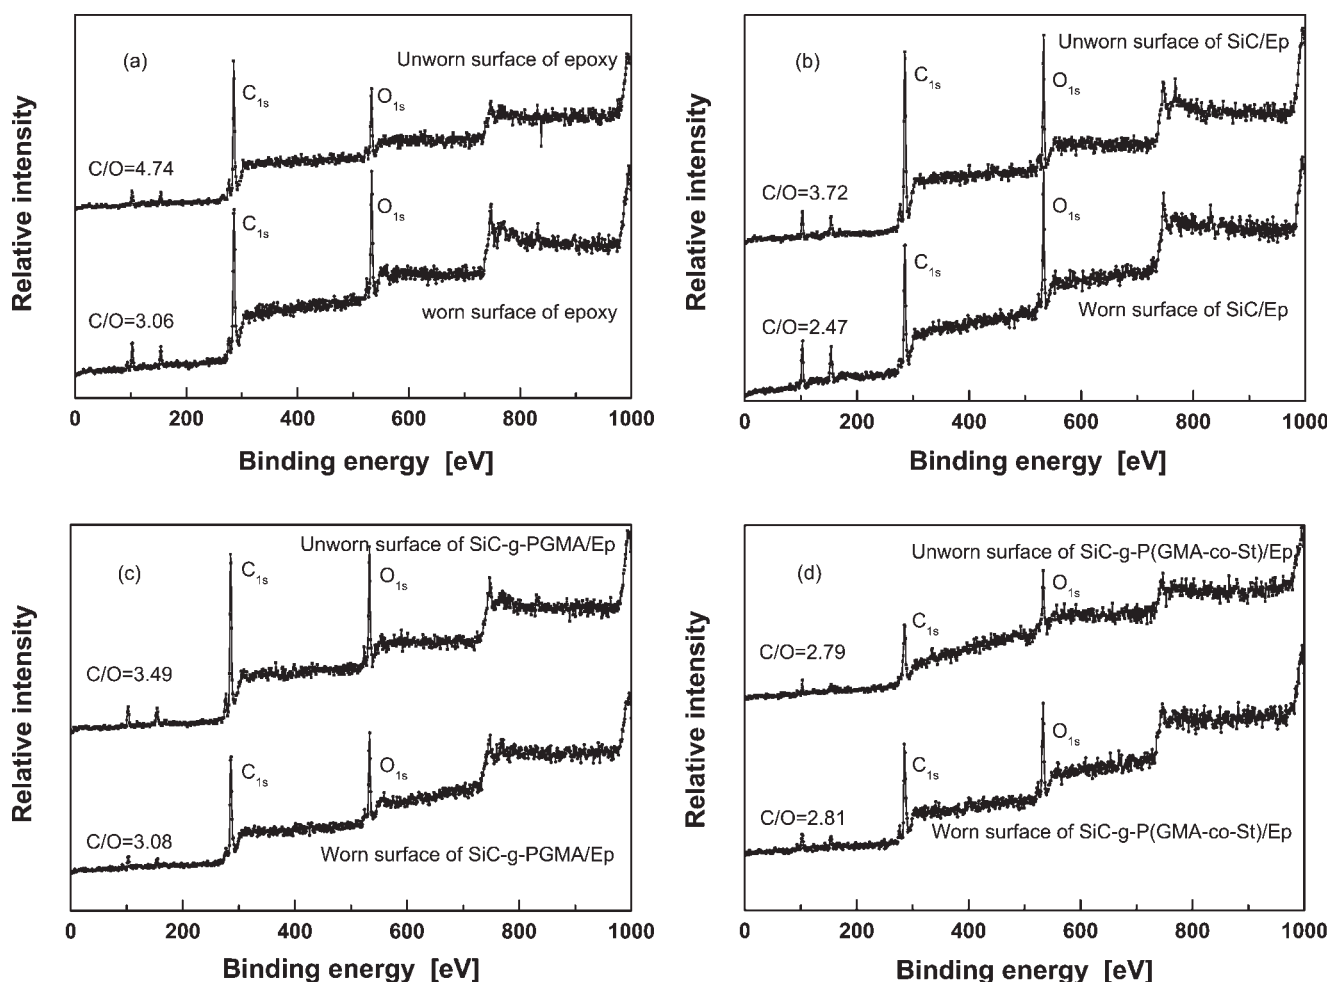 (a)
Unworn surface of epoxy
C1s
O1s
C/O=4.74
C1s
O1s
C/O=3.06
worn surface of epoxy
0 200 400 600 800 1000
Binding energy [eV]
Relative intensity
(b)
Unworn surface of SiC/Ep
C1s
O1s
C/O=3.72
C1s
O1s
C/O=2.47
Worn surface of SiC/Ep
0 200 400 600 800 1000
Binding energy [eV]
Relative intensity
(c)
Unworn surface of SiC-g-PGMA/Ep
C1s
O1s
C/O=3.49
C1s
O1s
C/O=3.08
Worn surface of SiC-g-PGMA/Ep
0 200 400 600 800 1000
Binding energy [eV]
Relative intensity
(d)
Unworn surface of SiC-g-P(GMA-co-St)/Ep
C1s
O1s
C/O=2.79
C1s
O1s
C/O=2.81
Worn surface of SiC-g-P(GMA-co-St)/Ep
0 200 400 600 800 1000
Binding energy [eV]
Relative intensity